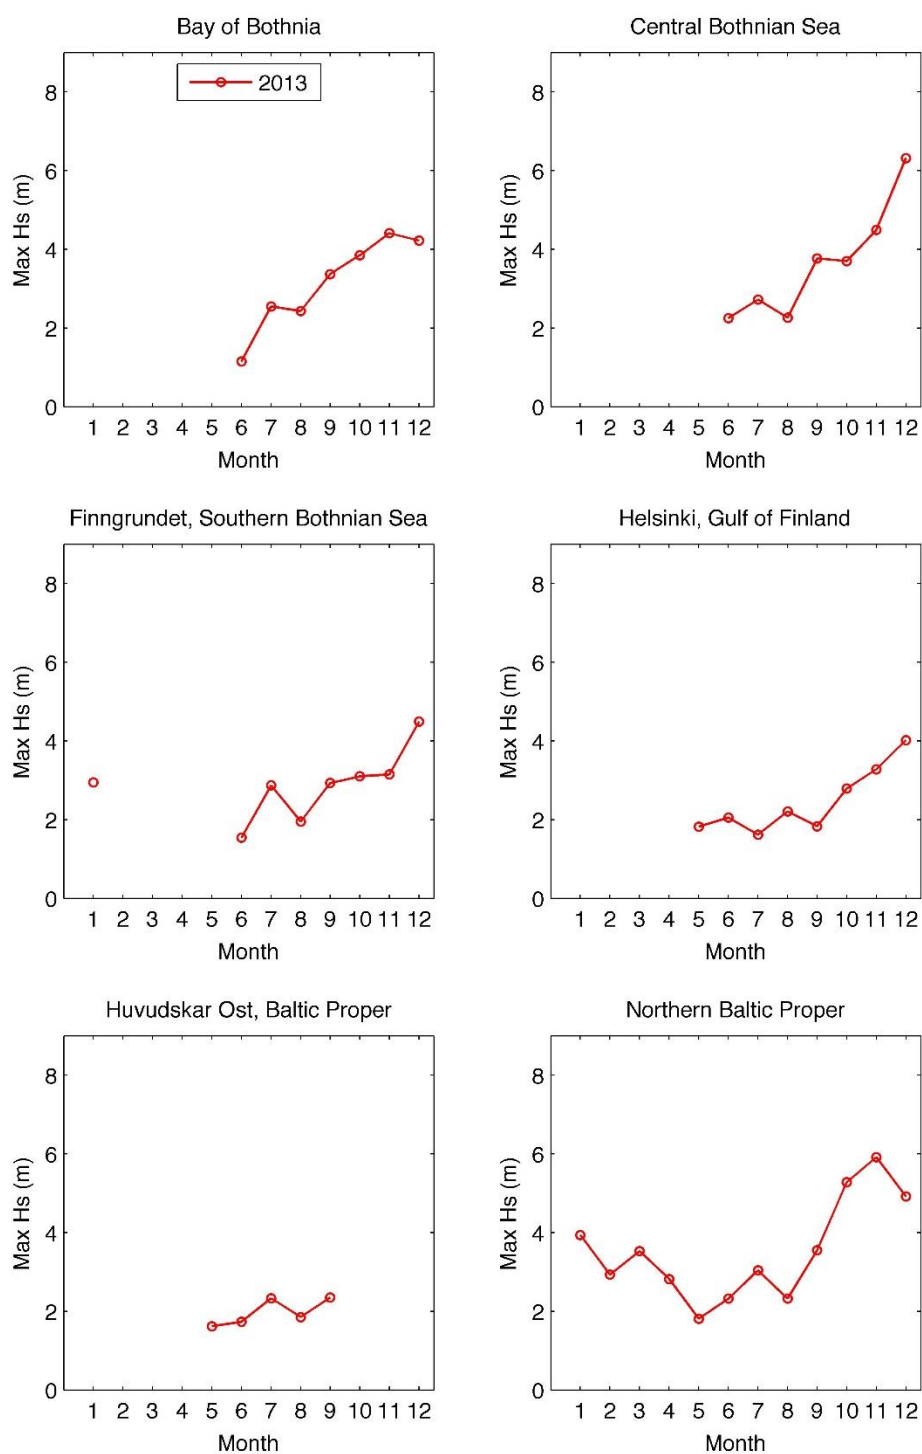 Bay of Bothnia
2013
8
6
4
2
0
Max Hs (m)
1 2 3 4 5 6 7 8 9 10 11 12
Month
Central Bothnian Sea
8
6
4
2
0
Max Hs (m)
1 2 3 4 5 6 7 8 9 10 11 12
Month
Finngrundet, Southern Bothnian Sea
8
6
4
2
0
Max Hs (m)
1 2 3 4 5 6 7 8 9 10 11 12
Month
Helsinki, Gulf of Finland
8
6
4
2
0
Max Hs (m)
1 2 3 4 5 6 7 8 9 10 11 12
Month
Huvudskar Ost, Baltic Proper
8
6
4
2
0
Max Hs (m)
1 2 3 4 5 6 7 8 9 10 11 12
Month
Northern Baltic Proper
8
6
4
2
0
Max Hs (m)
1 2 3 4 5 6 7 8 9 10 11 12
Month